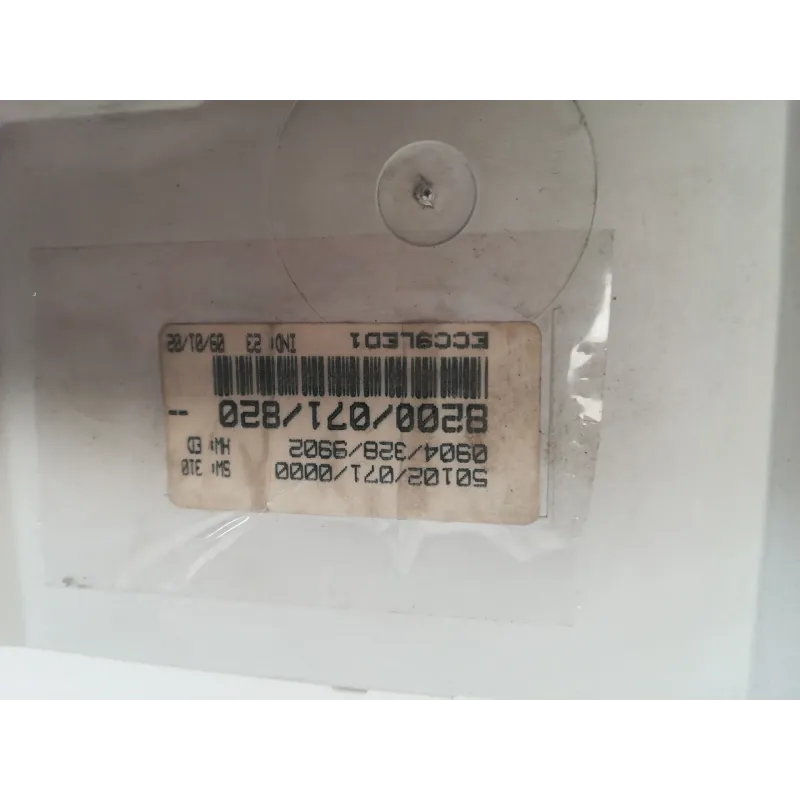 50102/071/0000 SW: 310
0904/328/9902 HW: ED
8200/071/820 --
ECC9LED1 IND: 23 09/01/02